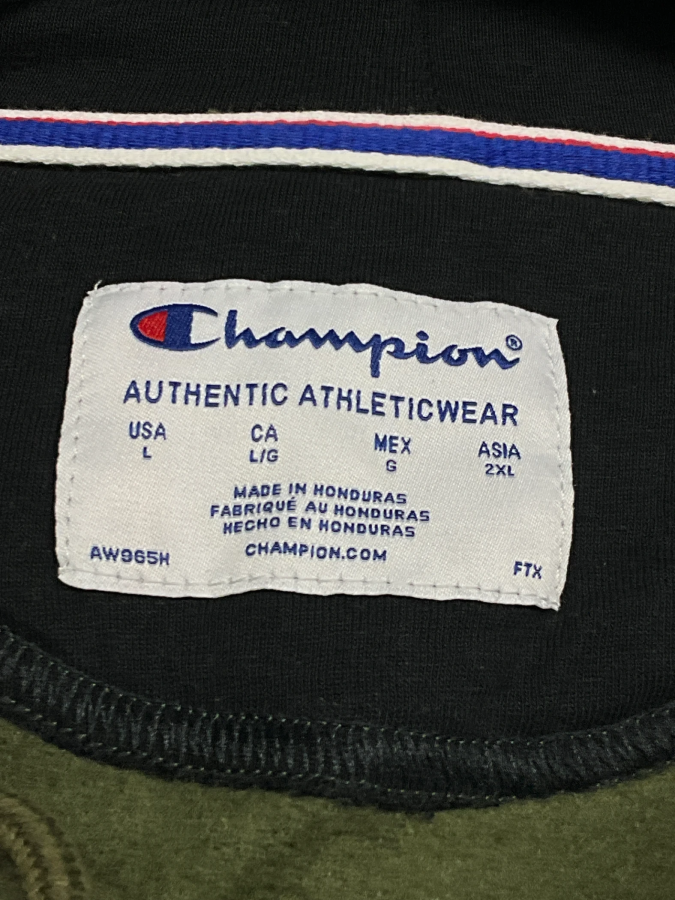 Champion®
AUTHENTIC ATHLETICWEAR
USA CA MEX ASIA
L L/G G 2XL
MADE IN HONDURAS
FABRIQUÉ AU HONDURAS
HECHO EN HONDURAS
AW965H CHAMPION.COM FTX